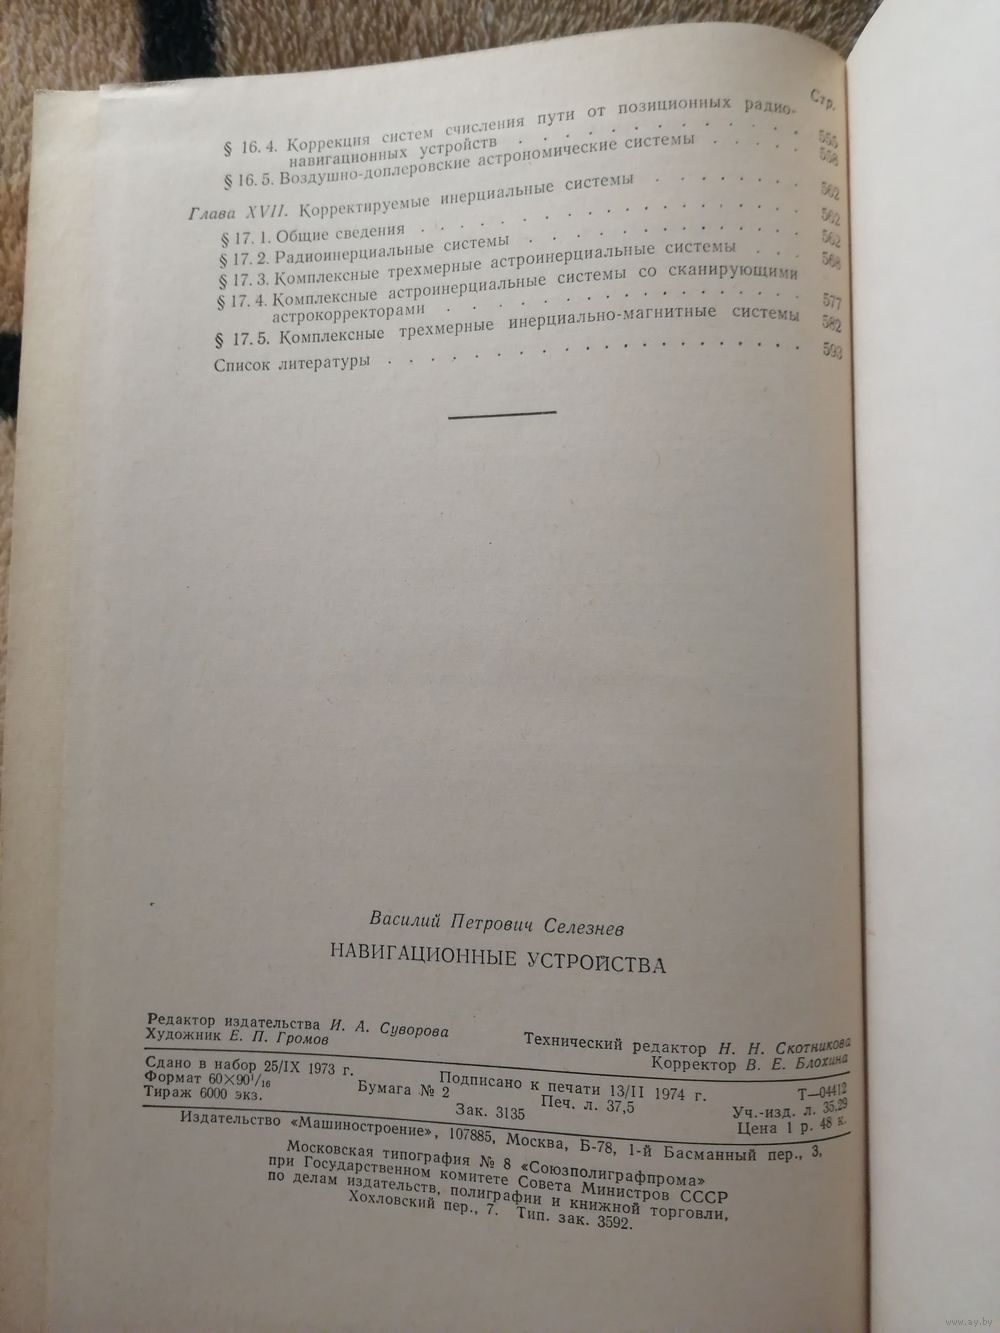 Стр.
§ 16. 4. Коррекция систем счисления пути от позиционных радио-
навигационных устройств . . . . . . . . . . . 555
§ 16. 5. Воздушно-доплеровские астрономические системы . . . . . 558
Глава XVII. Корректируемые инерциальные системы . . . . . . . 562
§ 17. 1. Общие сведения . . . . . . . . . . . . . . . . 562
§ 17. 2. Радиоинерциальные системы . . . . . . . . . . . . 562
§ 17. 3. Комплексные трехмерные астроинерциальные системы . . . 568
§ 17. 4. Комплексные астроинерциальные системы со сканирующими
астрокорректорами . . . . . . . . . . . . . . 577
§ 17. 5. Комплексные трехмерные инерциально-магнитные системы 582
Список литературы . . . . . . . . . . . . . . . . . . . 593
Василий Петрович Селезнев
НАВИГАЦИОННЫЕ УСТРОЙСТВА
Редактор издательства И. А. Суворова
Художник Е. П. Громов
Технический редактор Н. Н. Скотникова
Корректор В. Е. Блохина
Сдано в набор 25/IX 1973 г. Подписано к печати 13/II 1974 г. Т—04412
Формат 60×90¹/₁₆ Бумага № 2 Печ. л. 37,5 Уч.-изд. л. 35,29
Тираж 6000 экз. Зак. 3135 Цена 1 р. 48 к.
Издательство «Машиностроение», 107885, Москва, Б-78, 1-й Басманный пер., 3.
Московская типография № 8 «Союзполиграфпрома»
при Государственном комитете Совета Министров СССР
по делам издательств, полиграфии и книжной торговли,
Хохловский пер., 7. Тип. зак. 3592.
www.ay.by